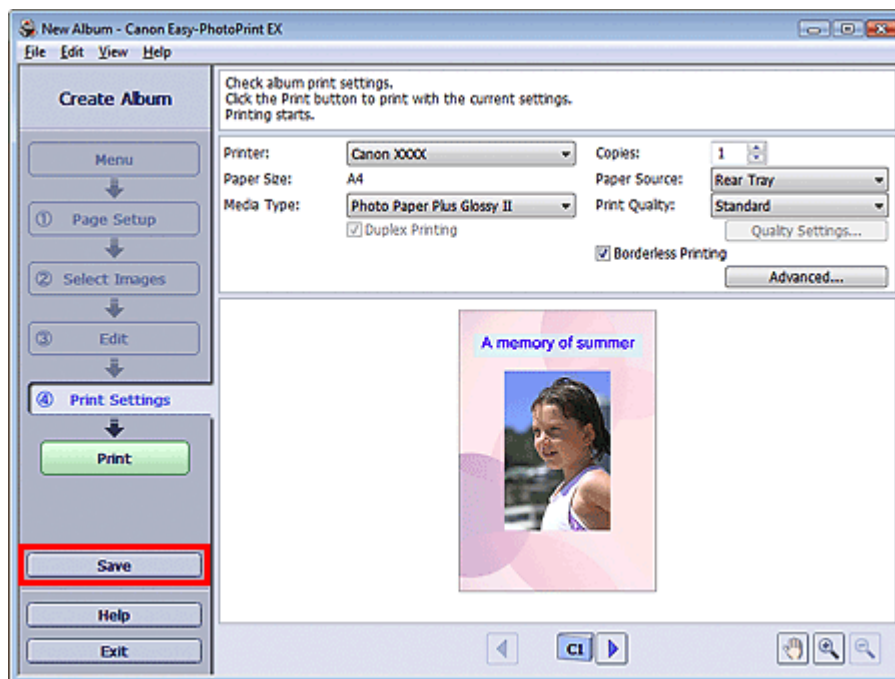 New Album - Canon Easy-PhotoPrint EX
File Edit View Help
Create Album
Menu
① Page Setup
② Select Images
③ Edit
④ Print Settings
Print
Save
Help
Exit
Check album print settings.
Click the Print button to print with the current settings.
Printing starts.
Printer: Canon XXXX
Copies: 1
Paper Size: A4
Paper Source: Rear Tray
Media Type: Photo Paper Plus Glossy II
Print Quality: Standard
Duplex Printing
Quality Settings...
Borderless Printing
Advanced...
A memory of summer
C1